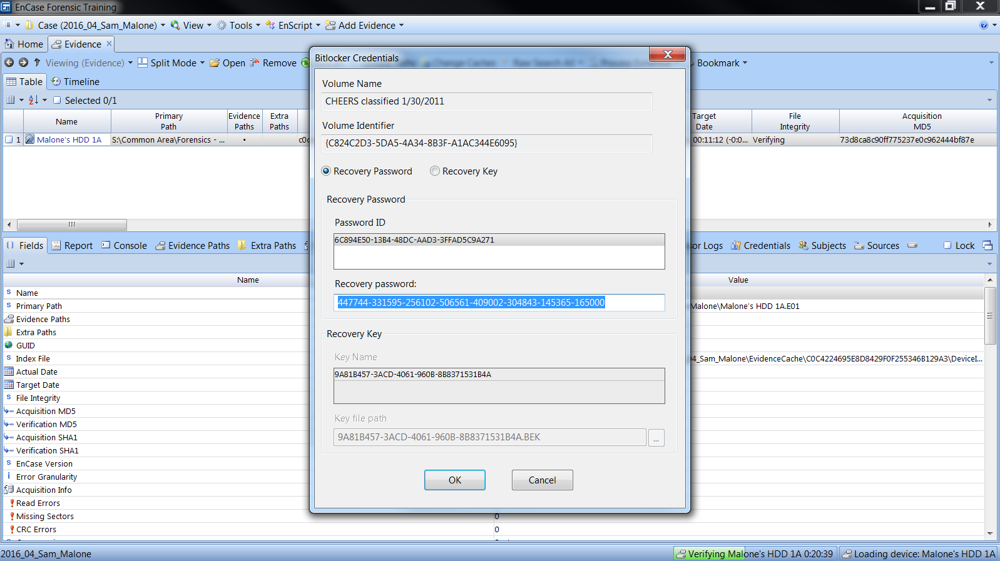 EnCase Forensic Training
Case (2016_04_Sam_Malone) View Tools EnScript Add Evidence
Home Evidence
Viewing (Evidence) Split Mode Open Remove Bookmark
Table Timeline
Selected 0/1
Name Primary Path Evidence Paths Extra Paths Target Date File Integrity Acquisition MD5
1 Malone's HDD 1A S:\Common Area\Forensics - ... • c0c 00:11:12 (-0:0... Verifying 73d8ca8c90ff775237e0c962444bf87e
Fields Report Console Evidence Paths Extra Paths or Logs Credentials Subjects Sources Lock
Name Value
Name
Primary Path Malone\Malone's HDD 1A.E01
Evidence Paths
Extra Paths
GUID
Index File 04_Sam_Malone\EvidenceCache\C0C4224695E8D8429F0F255346B129A3\DeviceI...
Actual Date
Target Date
File Integrity
Acquisition MD5
Verification MD5
Acquisition SHA1
Verification SHA1
EnCase Version
Error Granularity
Acquisition Info
Read Errors
Missing Sectors 0
CRC Errors 0
Bitlocker Credentials
Volume Name
CHEERS classified 1/30/2011
Volume Identifier
{C824C2D3-5DA5-4A34-8B3F-A1AC344E6095}
Recovery Password Recovery Key
Recovery Password
Password ID
6C894E50-13B4-48DC-AAD3-3FFAD5C9A271
Recovery password:
447744-331595-256102-506561-409002-304843-145365-165000
Recovery Key
Key Name
9A81B457-3ACD-4061-960B-8B8371531B4A
Key file path
9A81B457-3ACD-4061-960B-8B8371531B4A.BEK ...
OK Cancel
2016_04_Sam_Malone Verifying Malone's HDD 1A 0:20:39 Loading device: Malone's HDD 1A